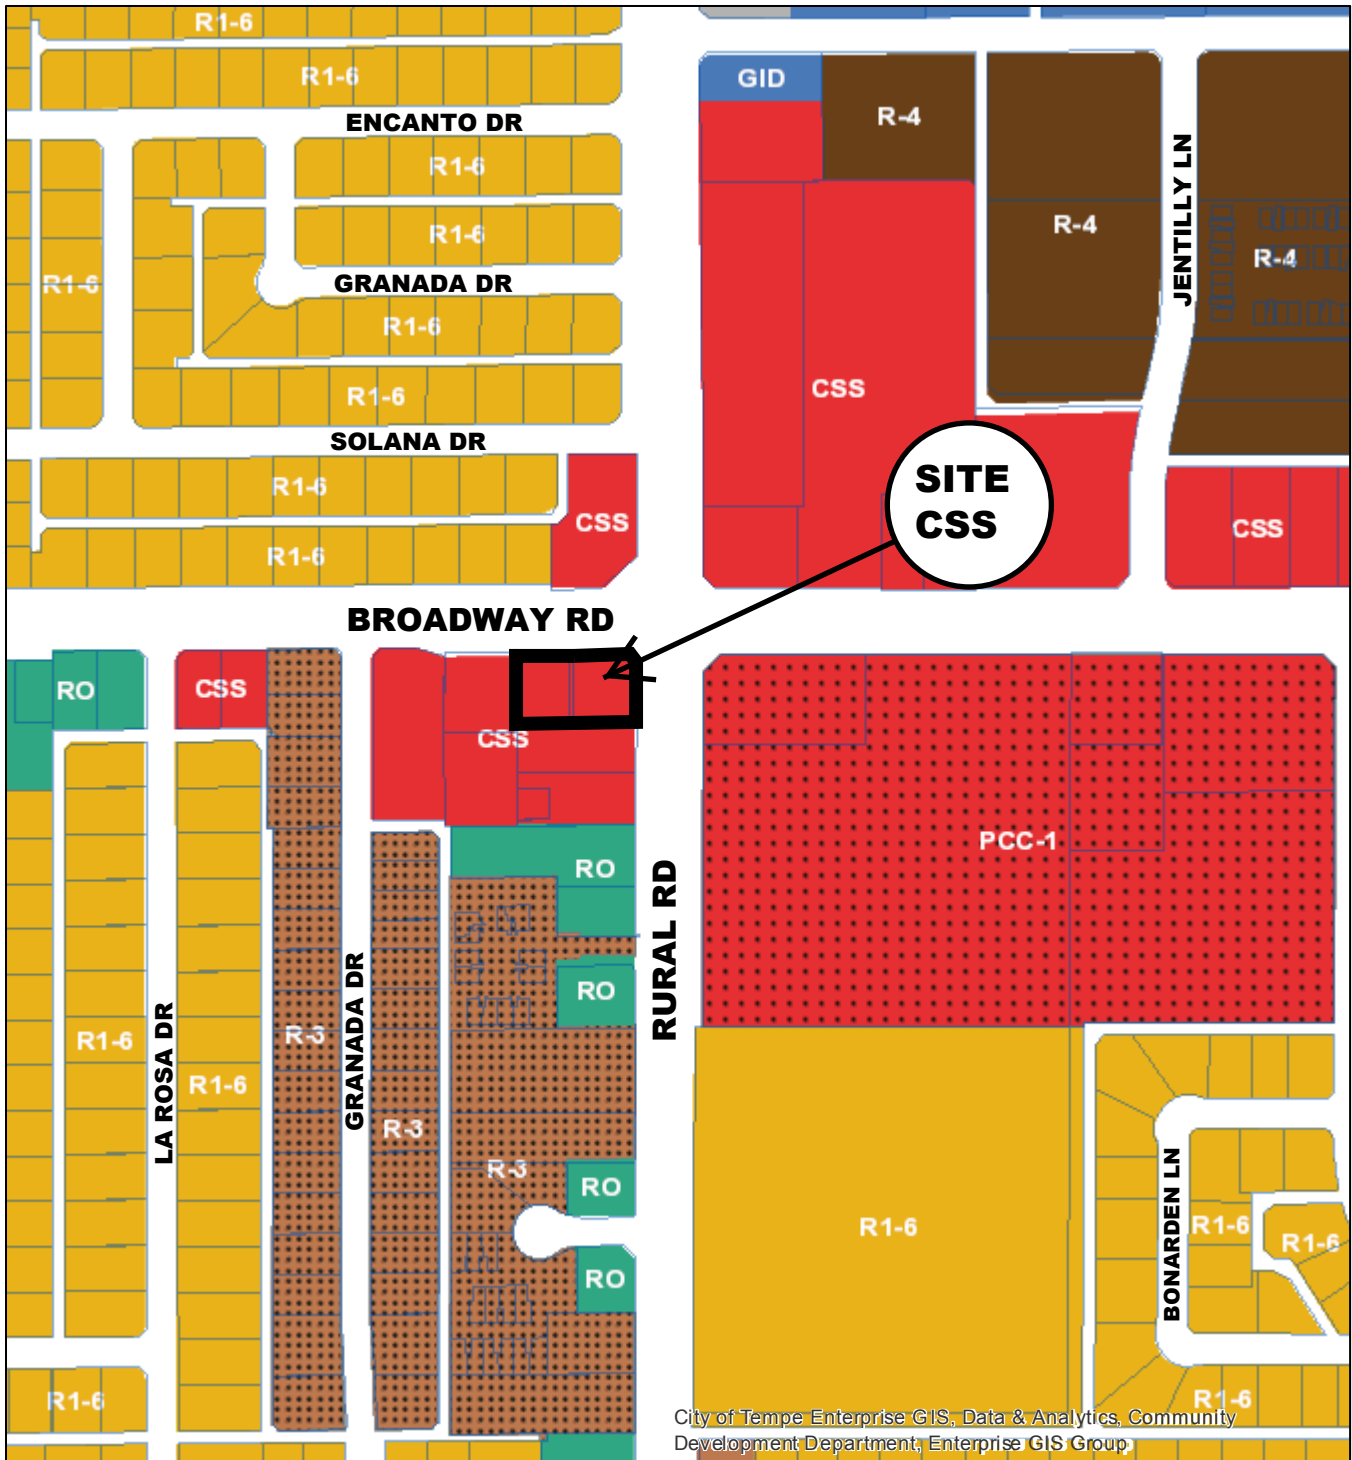 R1-6
R1-6
GID
R-4
ENCANTO DR
R1-6
R1-6
R-4
JENTILLY LN
R-4
R1-6
GRANADA DR
R1-6
CSS
R1-6
SOLANA DR
R1-6
CSS
SITE
CSS
CSS
R1-6
BROADWAY RD
RO
CSS
CSS
PCC-1
RO
RURAL RD
RO
R1-6
LA ROSA DR
R-3
GRANADA DR
R1-6
R-3
R-3
RO
R1-6
BONARDEN LN
R1-6
R1-6
RO
R1-6
R1-6
City of Tempe Enterprise GIS, Data & Analytics, Community
Development Department, Enterprise GIS Group